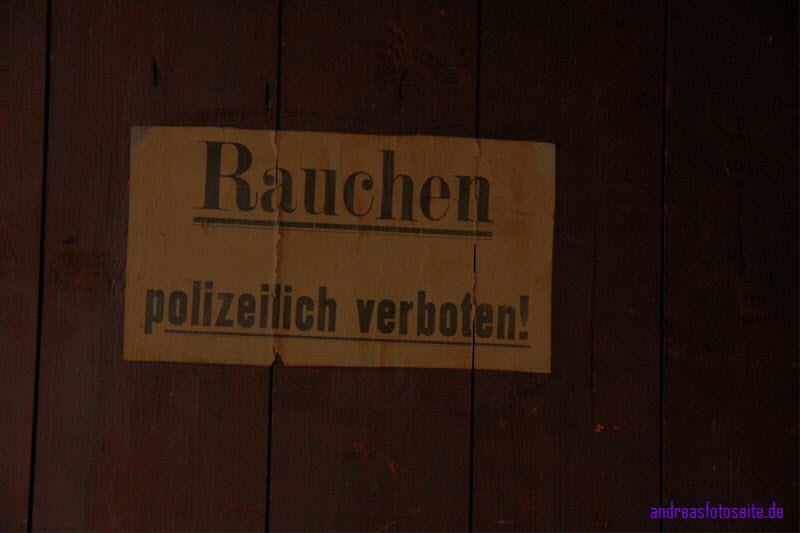 Rauchen
polizeilich verboten!
andreasfotoseite.de